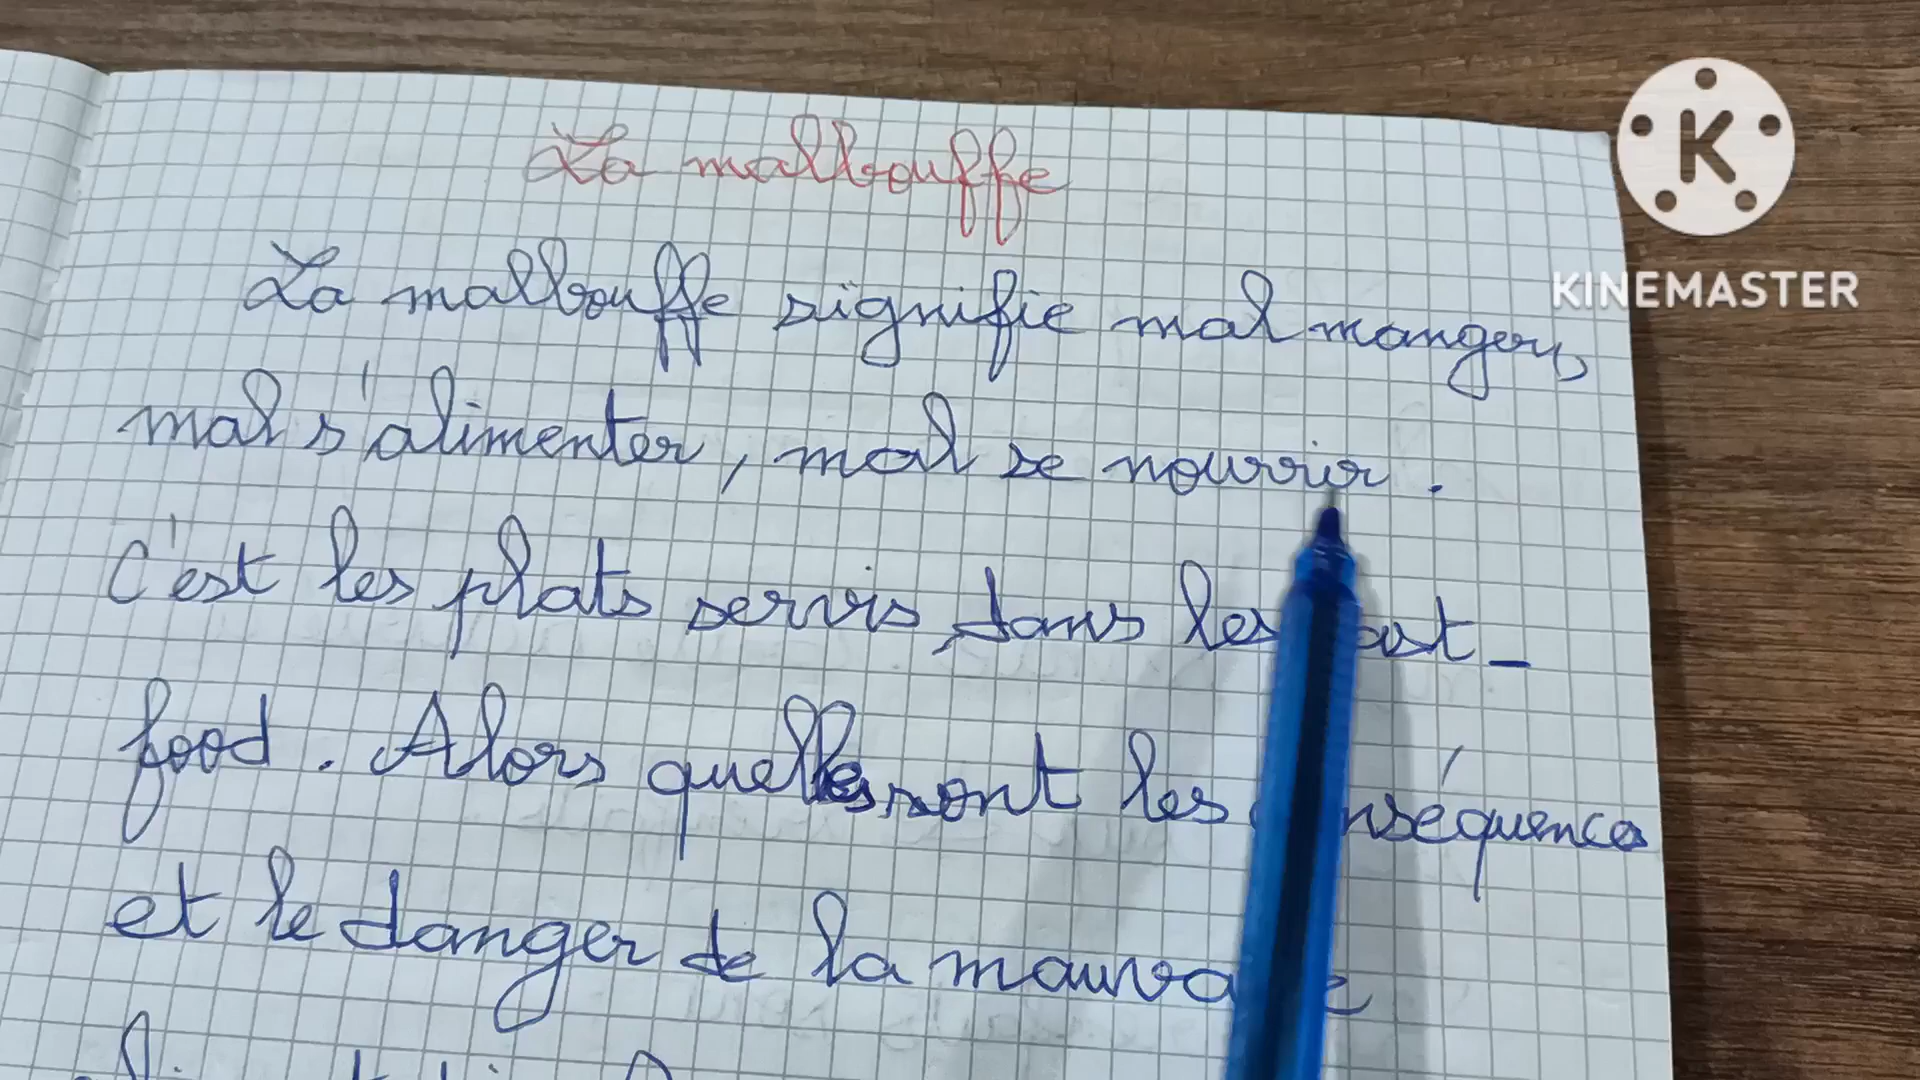 La malbouffe
La malbouffe signifie mal manger,
mal s'alimenter, mal se nourrir.
C'est les plats servis dans les
food. Alors quelles sont les
et le danger de la
K
KINEMASTER